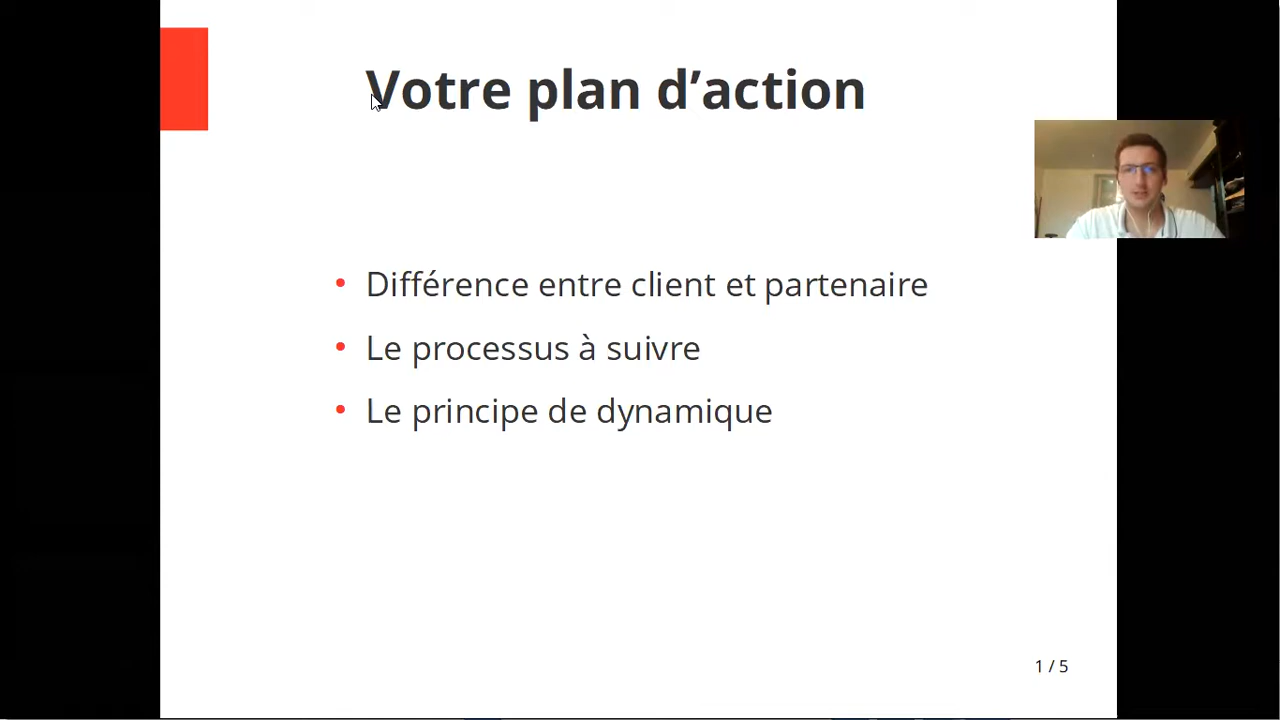 Votre plan d’action
Différence entre client et partenaire
Le processus à suivre
Le principe de dynamique
1 / 5